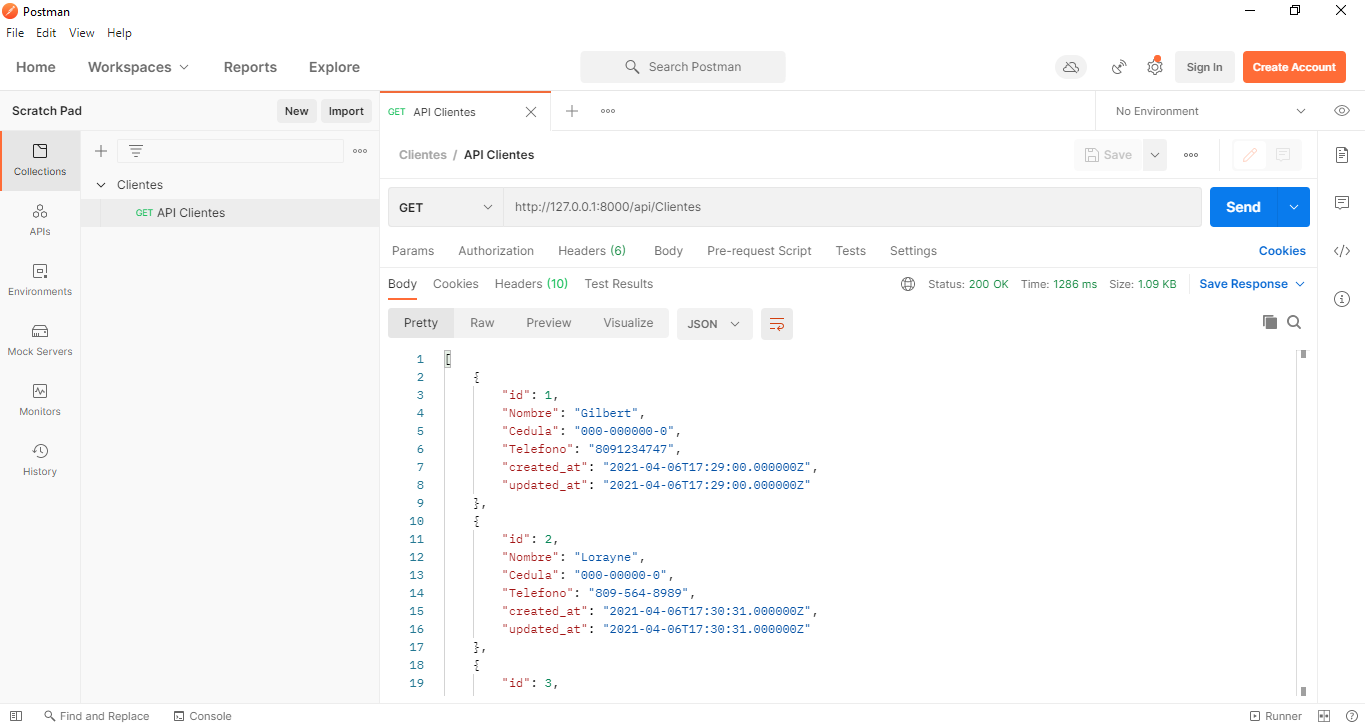 Postman
File Edit View Help
Home Workspaces Reports Explore
Search Postman
Sign In
Create Account
Scratch Pad
New
Import
GET API Clientes
No Environment
Collections
APIs
Environments
Mock Servers
Monitors
History
Clientes
GET API Clientes
Clientes / API Clientes
Save
GET
http://127.0.0.1:8000/api/Clientes
Send
Params Authorization Headers (6) Body Pre-request Script Tests Settings
Cookies
Body Cookies Headers (10) Test Results
Status: 200 OK Time: 1286 ms Size: 1.09 KB
Save Response
Pretty Raw Preview Visualize
JSON
1 [
2 {
3 "id": 1,
4 "Nombre": "Gilbert",
5 "Cedula": "000-000000-0",
6 "Telefono": "8091234747",
7 "created_at": "2021-04-06T17:29:00.000000Z",
8 "updated_at": "2021-04-06T17:29:00.000000Z"
9 },
10 {
11 "id": 2,
12 "Nombre": "Lorayne",
13 "Cedula": "000-00000-0",
14 "Telefono": "809-564-8989",
15 "created_at": "2021-04-06T17:30:31.000000Z",
16 "updated_at": "2021-04-06T17:30:31.000000Z"
17 },
18 {
19 "id": 3,
Find and Replace
Console
Runner